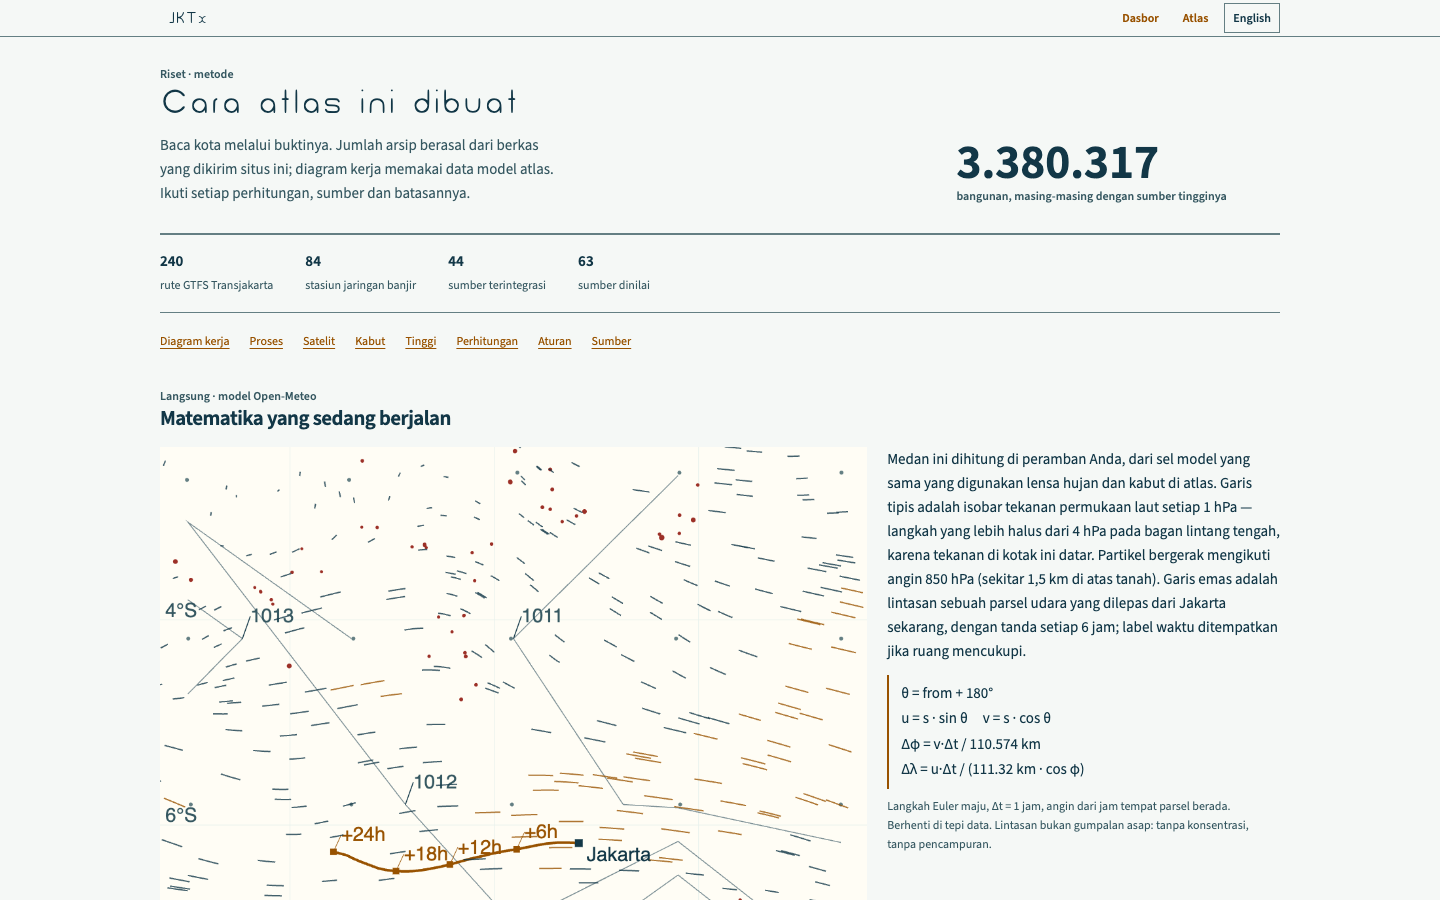 JKTx
Dasbor
Atlas
English
Riset · metode
Cara atlas ini dibuat
Baca kota melalui buktinya. Jumlah arsip berasal dari berkas
yang dikirim situs ini; diagram kerja memakai data model atlas.
Ikuti setiap perhitungan, sumber dan batasannya.
3.380.317
bangunan, masing-masing dengan sumber tingginya
240
rute GTFS Transjakarta
84
stasiun jaringan banjir
44
sumber terintegrasi
63
sumber dinilai
Diagram kerja
Proses
Satelit
Kabut
Tinggi
Perhitungan
Aturan
Sumber
Langsung · model Open-Meteo
Matematika yang sedang berjalan
4°S
1013
1011
1012
6°S
+24h
+18h
+12h
+6h
Jakarta
Medan ini dihitung di peramban Anda, dari sel model yang
sama yang digunakan lensa hujan dan kabut di atlas. Garis
tipis adalah isobar tekanan permukaan laut setiap 1 hPa —
langkah yang lebih halus dari 4 hPa pada bagan lintang tengah,
karena tekanan di kotak ini datar. Partikel bergerak mengikuti
angin 850 hPa (sekitar 1,5 km di atas tanah). Garis emas adalah
lintasan sebuah parsel udara yang dilepas dari Jakarta
sekarang, dengan tanda setiap 6 jam; label waktu ditempatkan
jika ruang mencukupi.
θ = from + 180°
u = s · sin θ v = s · cos θ
Δφ = v·Δt / 110.574 km
Δλ = u·Δt / (111.32 km · cos φ)
Langkah Euler maju, Δt = 1 jam, angin dari jam tempat parsel berada.
Berhenti di tepi data. Lintasan bukan gumpalan asap: tanpa konsentrasi,
tanpa pencampuran.